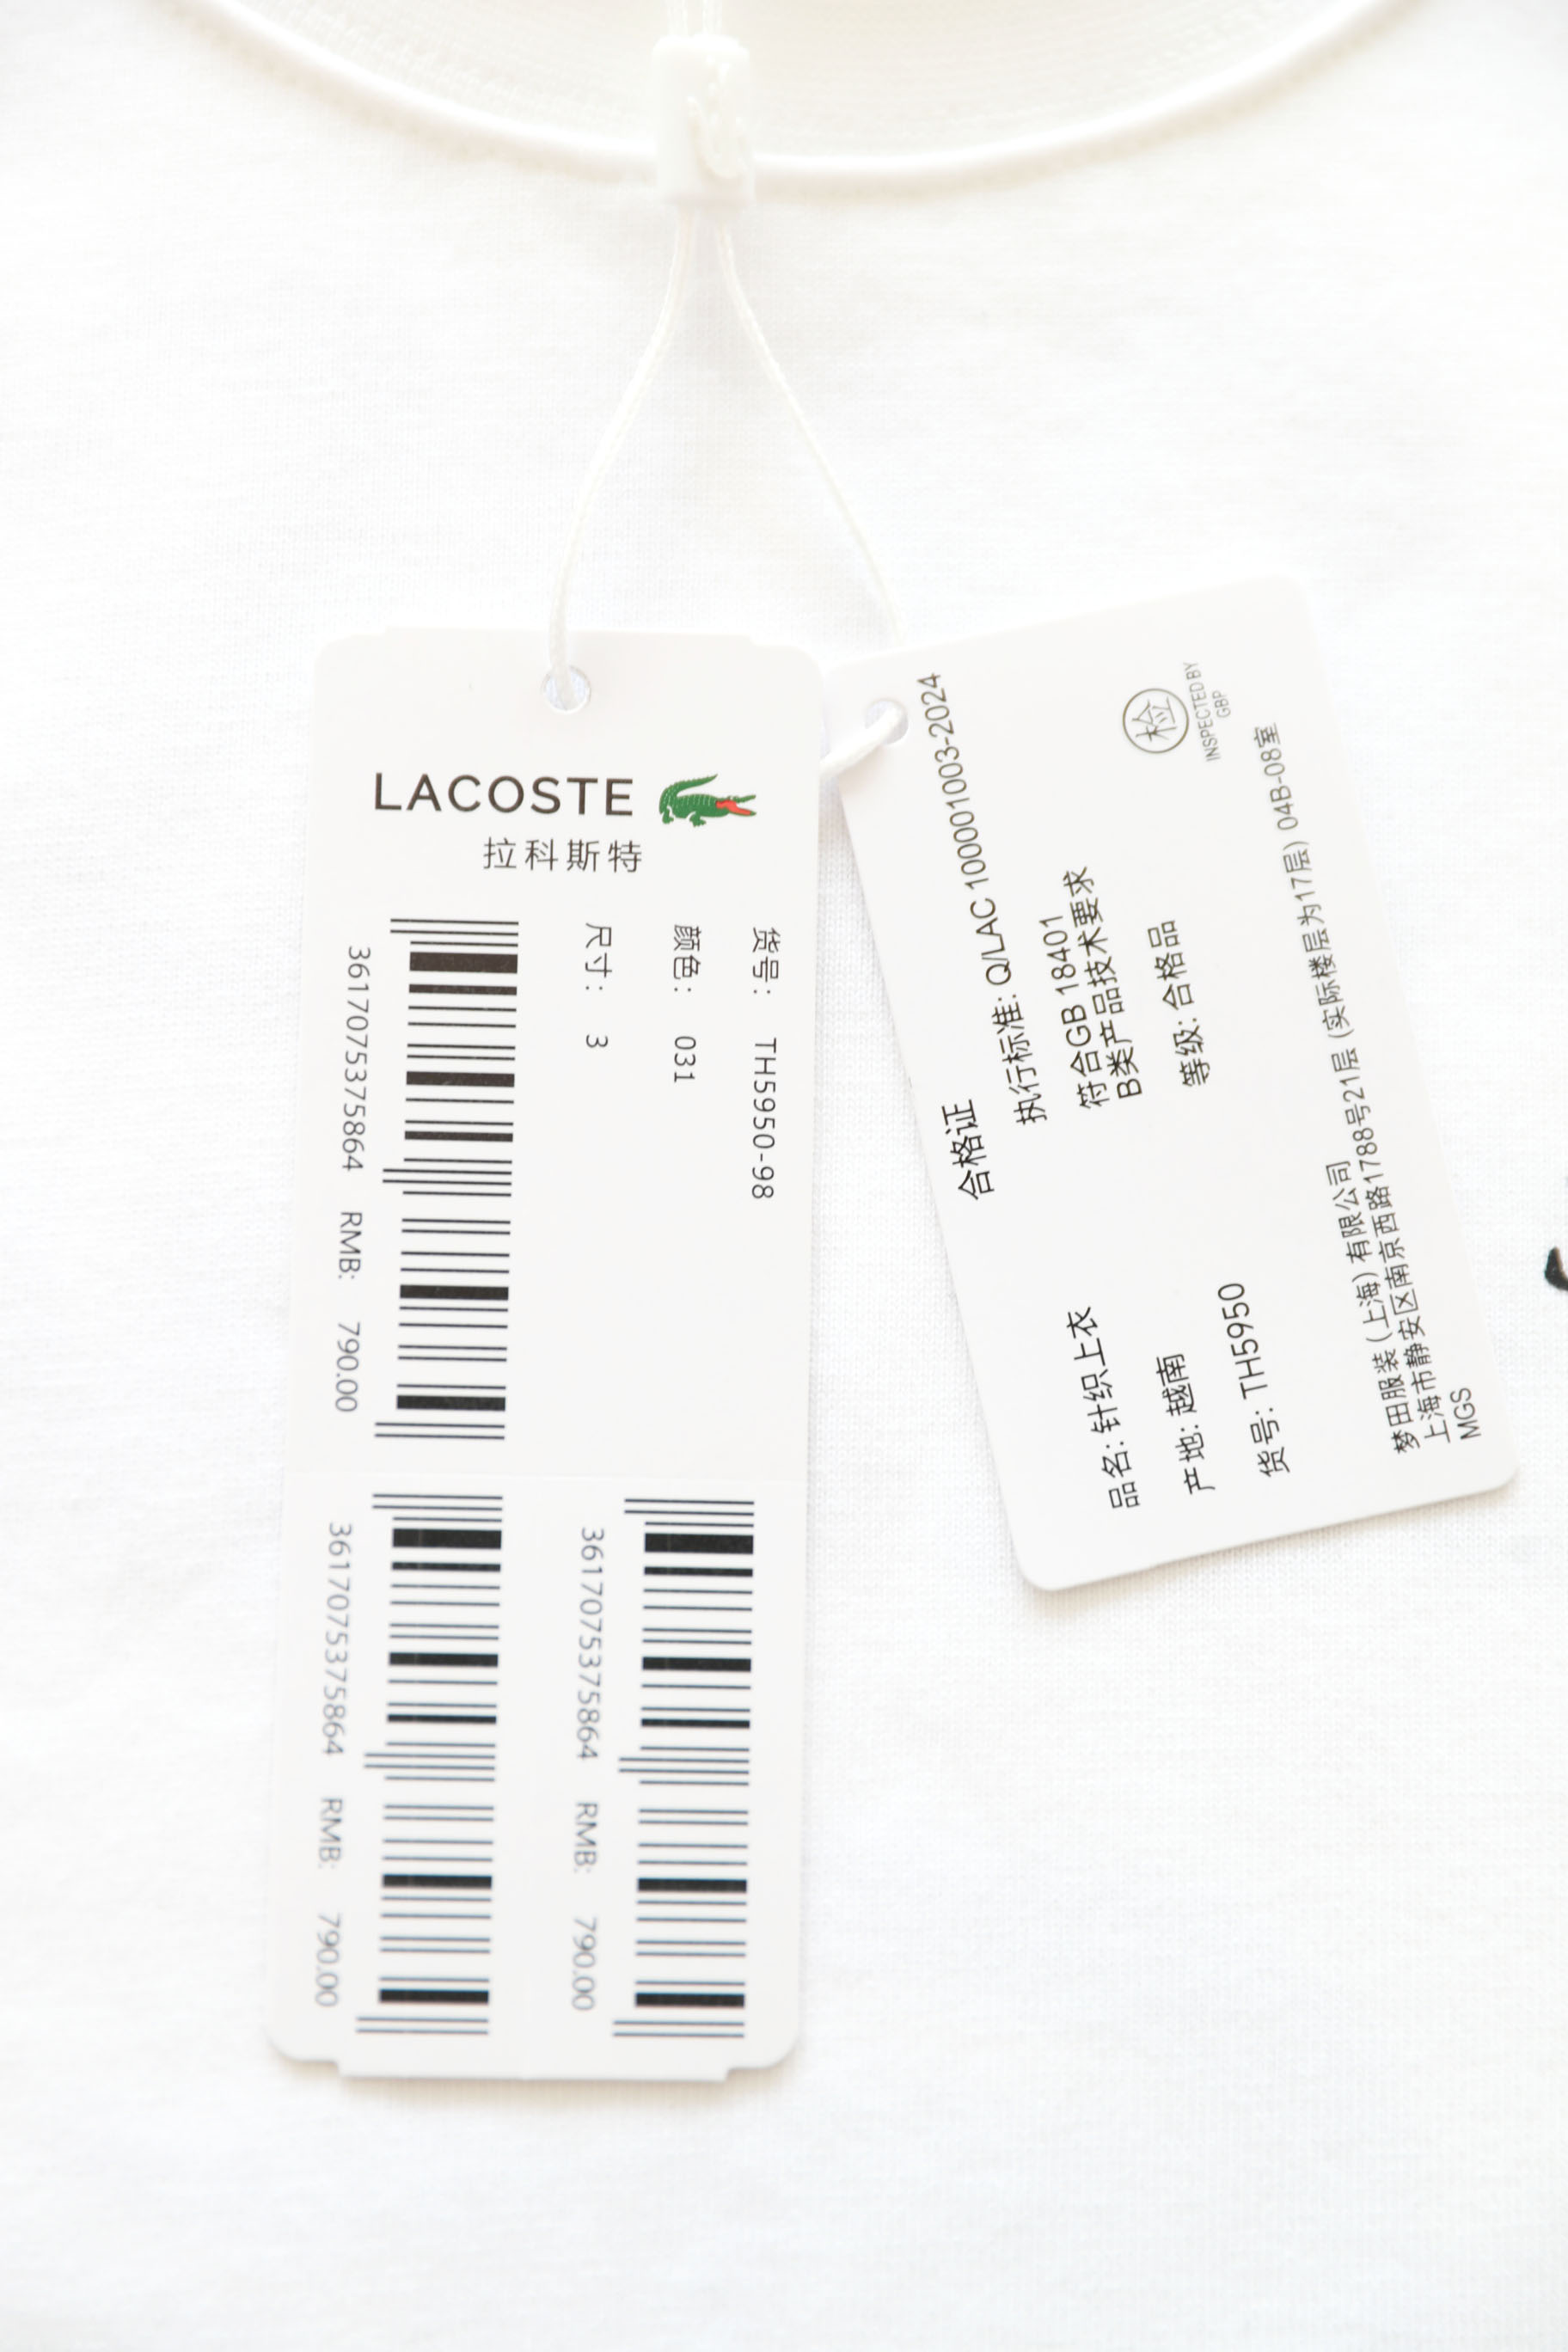 LACOSTE
拉科斯特
货号: TH5950-98
颜色: 031
尺寸: 3
3617075375864 RMB: 790.00
3617075375864 RMB: 790.00
3617075375864 RMB: 790.00
合格证
品名: 针织上衣
产地: 越南
货号: TH5950
执行标准: Q/LAC 100001003-2024
符合GB 18401
B类产品技术要求
等级: 合格品
检
INSPECTED BY
GBP
梦田服装 (上海) 有限公司
上海市静安区南京西路1788号21层 (实际楼层为17层) 04B-08室
MGS